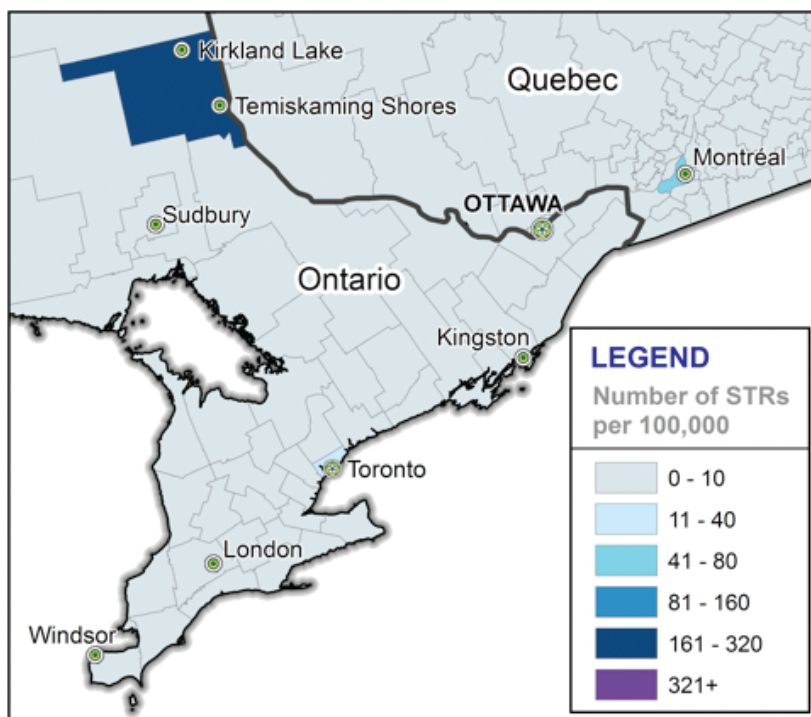 Kirkland Lake
Quebec
Temiskaming Shores
Montréal
OTTAWA
Sudbury
Ontario
Kingston
LEGEND
Number of STRs
per 100,000
Toronto
0 - 10
11 - 40
London
41 - 80
81 - 160
Windsor
161 - 320
321+